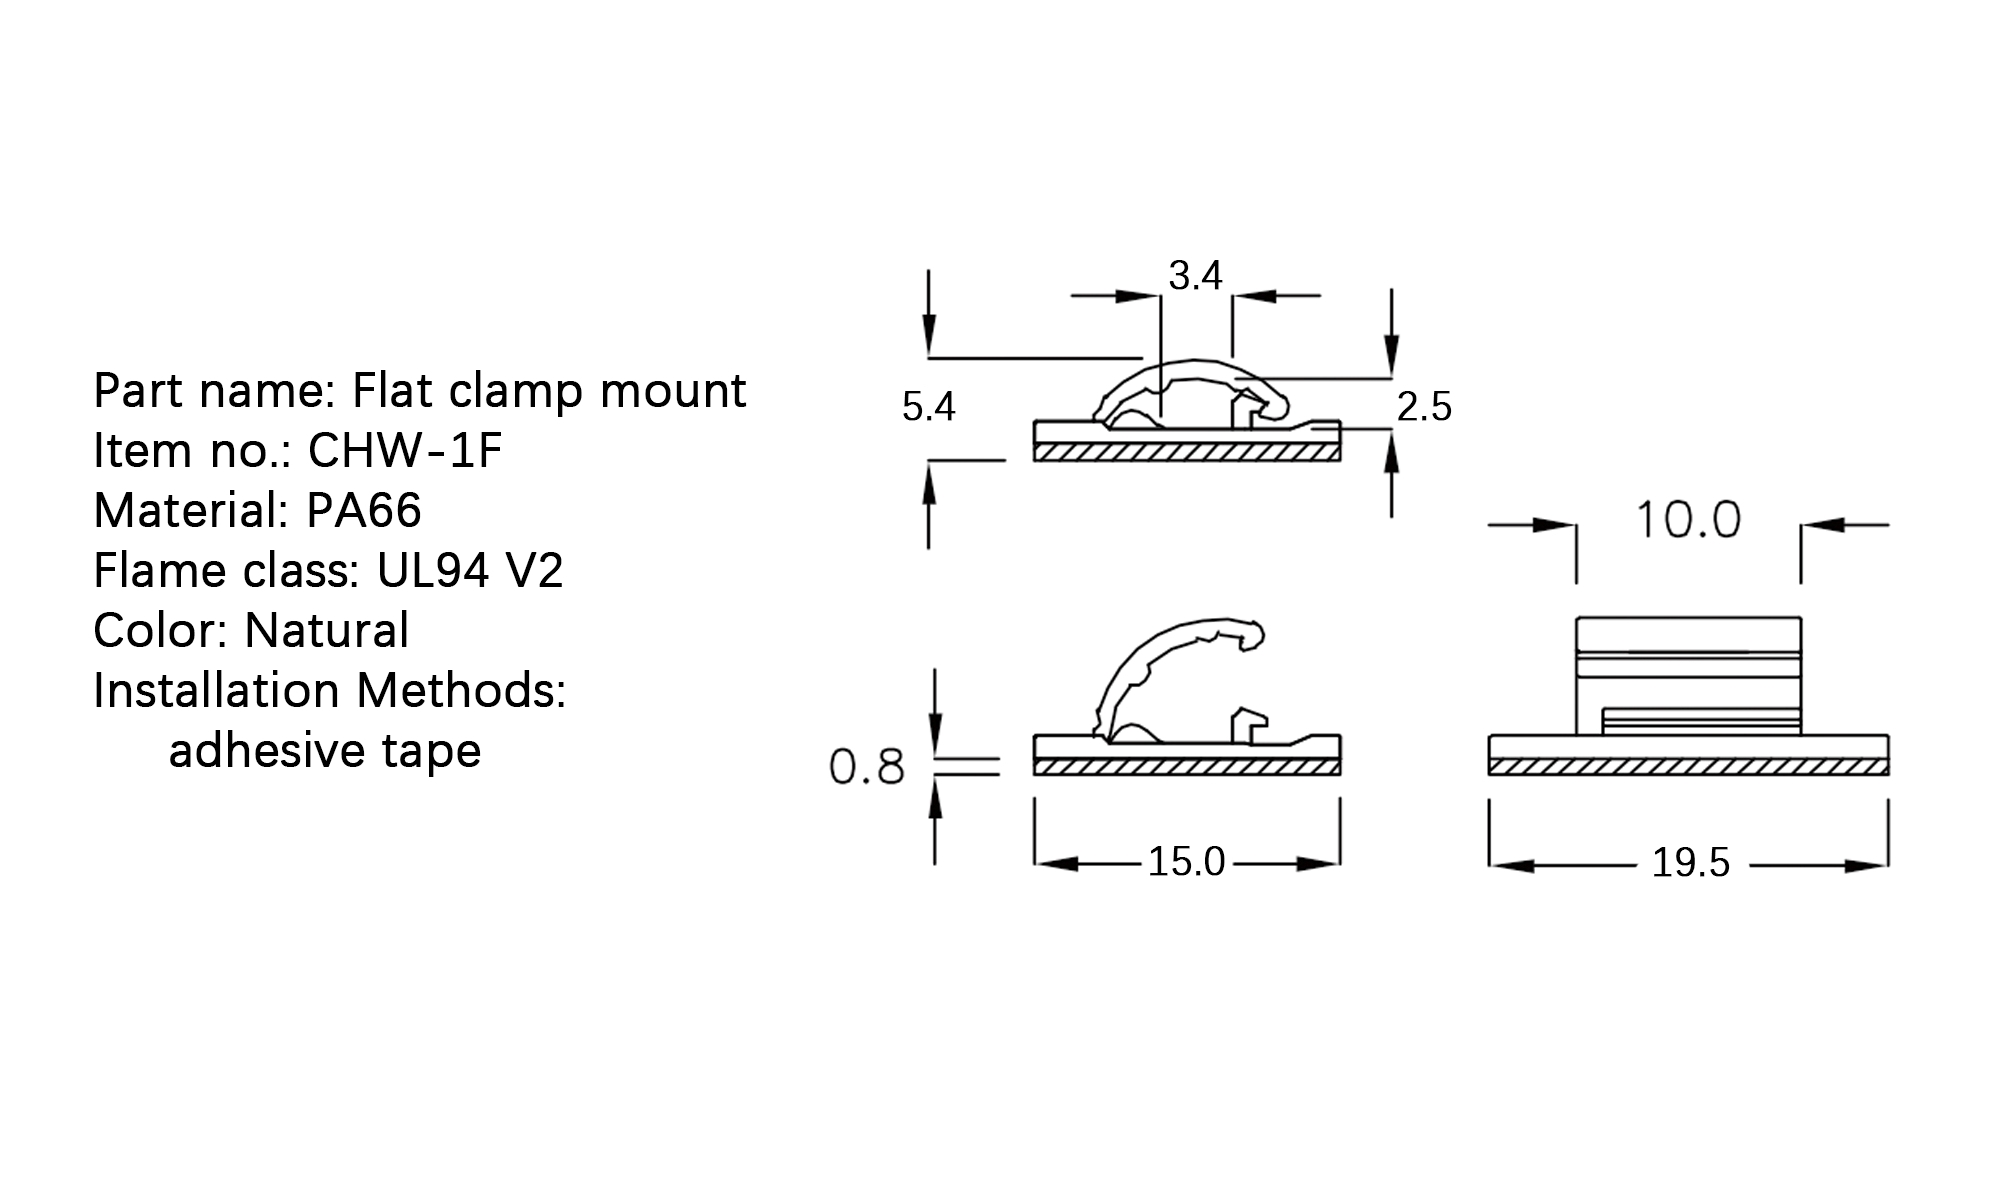 Part name: Flat clamp mount
Item no.: CHW-1F
Material: PA66
Flame class: UL94 V2
Color: Natural
Installation Methods:
adhesive tape
3.4
5.4
2.5
10.0
0.8
15.0
19.5